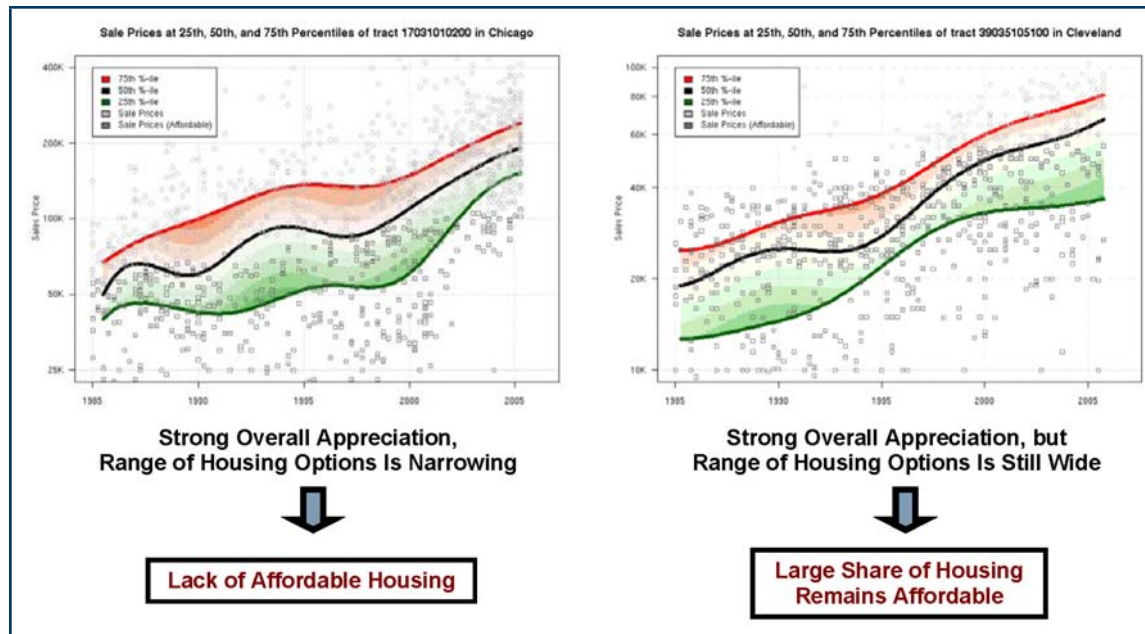 Sale Prices at 25th, 50th, and 75th Percentiles of tract 17031010200 in Chicago
400K
200K
100K
50K
25K
Sales Price
75th %-ile
50th %-ile
25th %-ile
Sale Prices
Sale Prices (Affordable)
1985 1990 1995 2000 2005
Strong Overall Appreciation,
Range of Housing Options Is Narrowing
Lack of Affordable Housing
Sale Prices at 25th, 50th, and 75th Percentiles of tract 39035105100 in Cleveland
100K
80K
60K
40K
20K
10K
Sales Price
75th %-ile
50th %-ile
25th %-ile
Sale Prices
Sale Prices (Affordable)
1985 1990 1995 2000 2005
Strong Overall Appreciation, but
Range of Housing Options Is Still Wide
Large Share of Housing
Remains Affordable